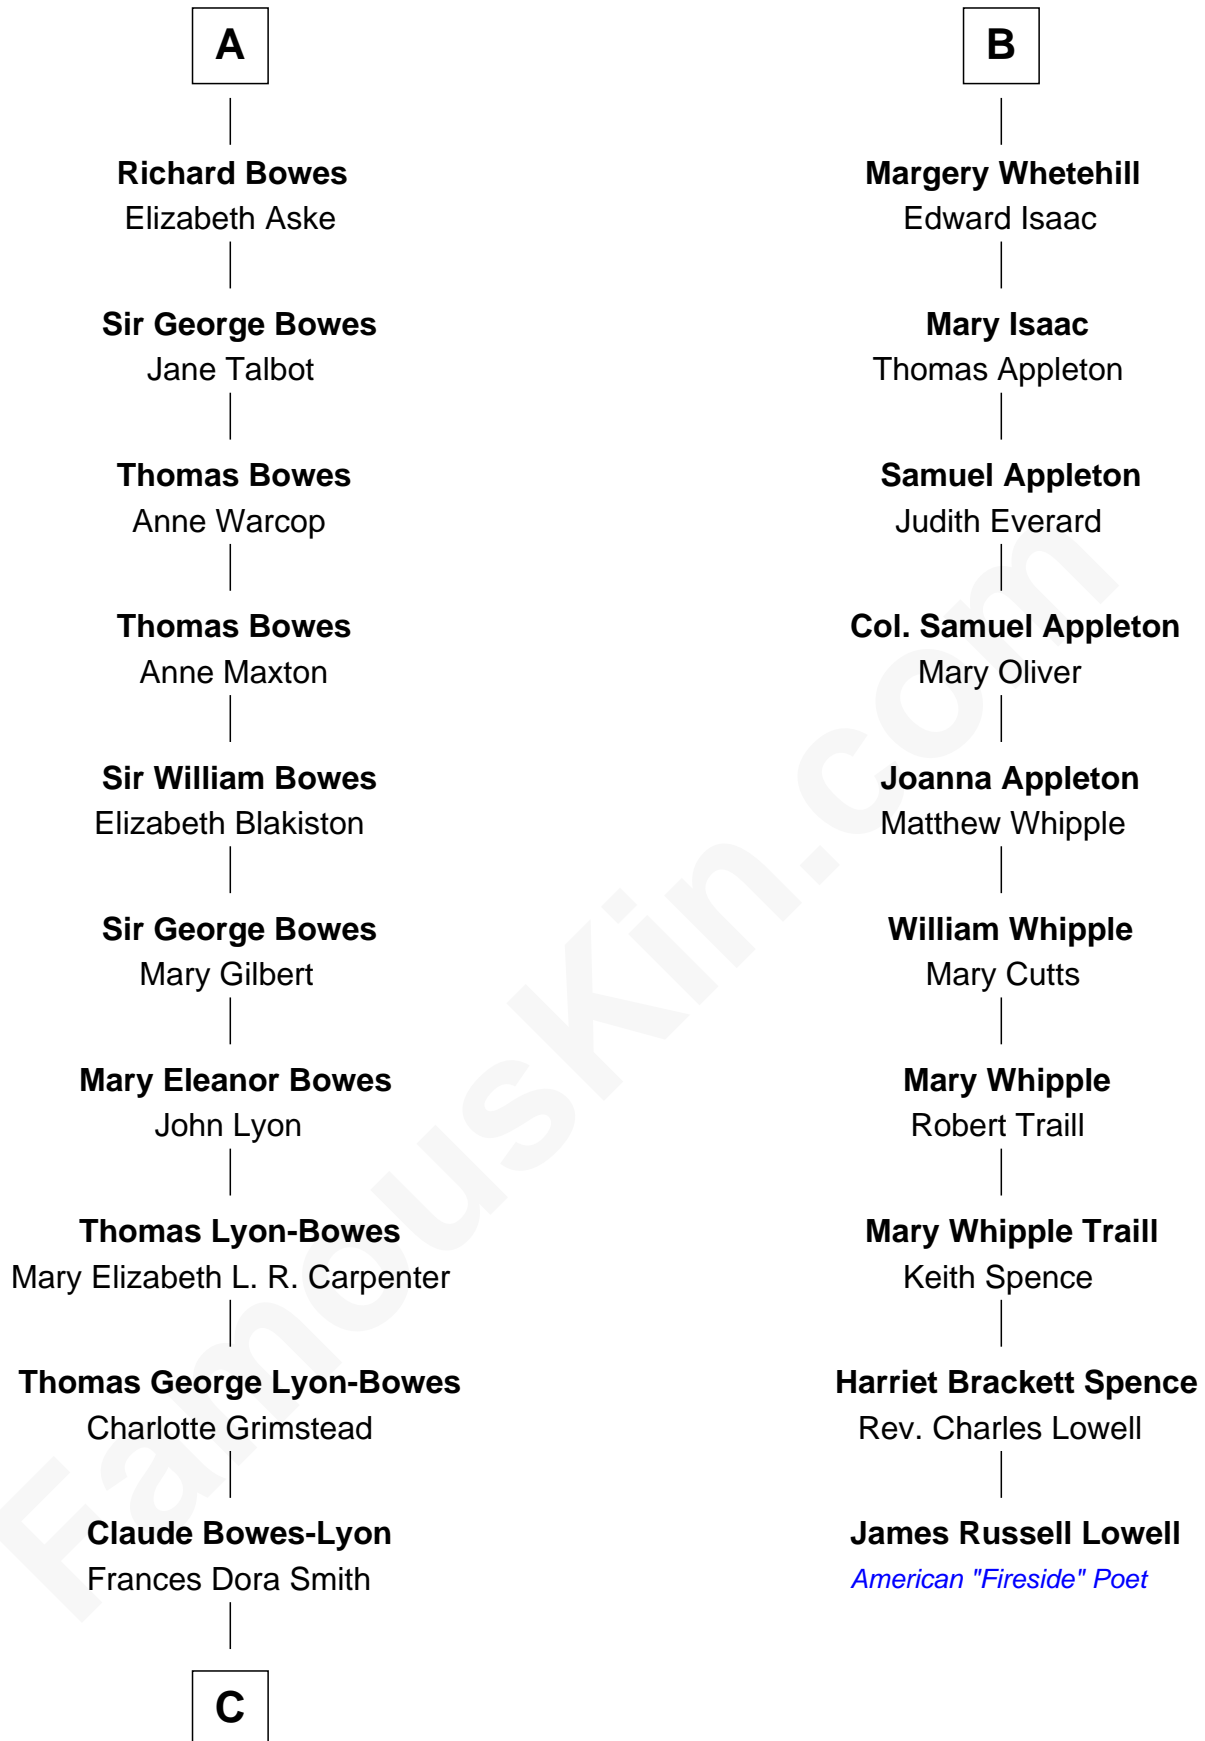 A
Richard Bowes
Elizabeth Aske
Sir George Bowes
Jane Talbot
Thomas Bowes
Anne Warcop
Thomas Bowes
Anne Maxton
Sir William Bowes
Elizabeth Blakiston
Sir George Bowes
Mary Gilbert
Mary Eleanor Bowes
John Lyon
Thomas Lyon-Bowes
Mary Elizabeth L. R. Carpenter
Thomas George Lyon-Bowes
Charlotte Grimstead
Claude Bowes-Lyon
Frances Dora Smith
C
B
Margery Whetehill
Edward Isaac
Mary Isaac
Thomas Appleton
Samuel Appleton
Judith Everard
Col. Samuel Appleton
Mary Oliver
Joanna Appleton
Matthew Whipple
William Whipple
Mary Cutts
Mary Whipple
Robert Traill
Mary Whipple Traill
Keith Spence
Harriet Brackett Spence
Rev. Charles Lowell
James Russell Lowell
American "Fireside" Poet
FamousKin.com